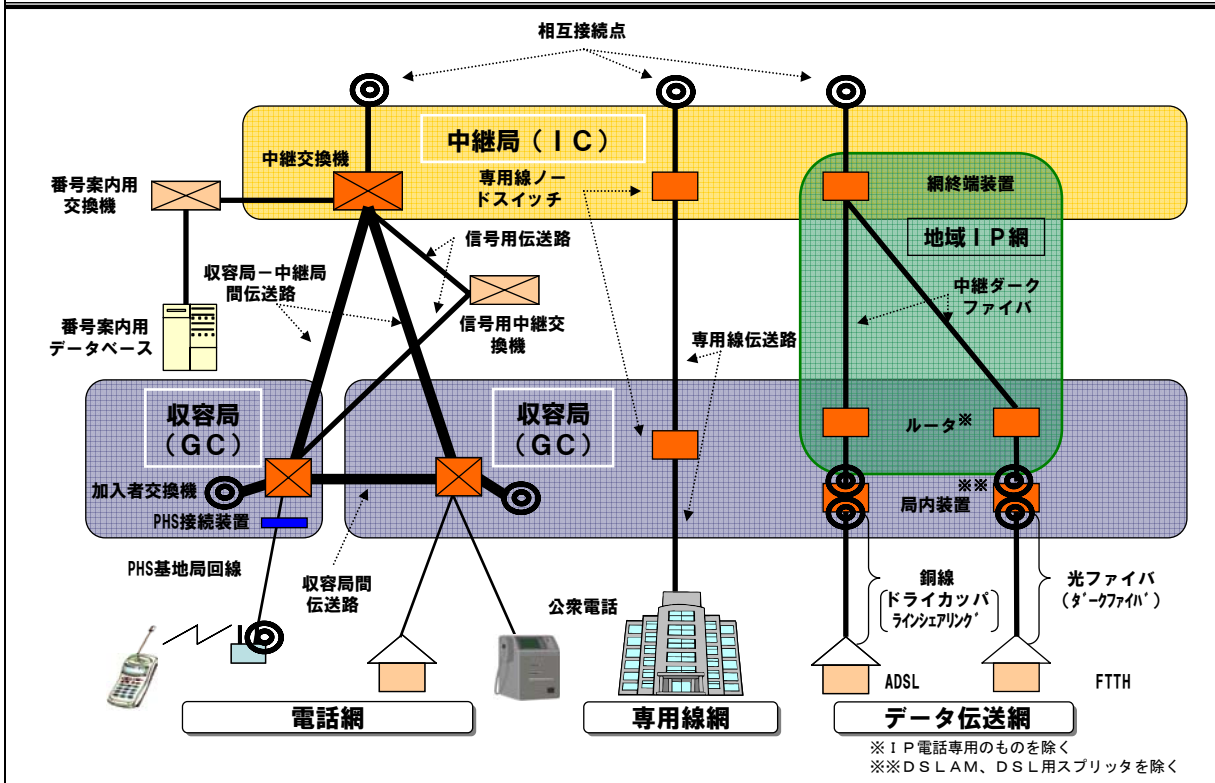 相互接続点
中継局（ＩＣ）
中継交換機
番号案内用
交換機
専用線ノー
ドスイッチ
網終端装置
地域ＩＰ網
信号用伝送路
収容局－中継局
間伝送路
中継ダーク
ファイバ
番号案内用
データベース
信号用中継交
換機
専用線伝送路
収容局
（ＧＣ）
収容局
（ＧＣ）
ルータ※
加入者交換機
※※
局内装置
PHS接続装置
PHS基地局回線
収容局間
伝送路
公衆電話
銅線
ドライカッパ
ﾗｲﾝｼｪｱﾘﾝｸﾞ
光ファイバ
(ﾀﾞｰｸﾌｧｲﾊﾞ)
ADSL
FTTH
電話網
専用線網
データ伝送網
※ＩＰ電話専用のものを除く
※※ＤＳＬＡＭ、ＤＳＬ用スプリッタを除く